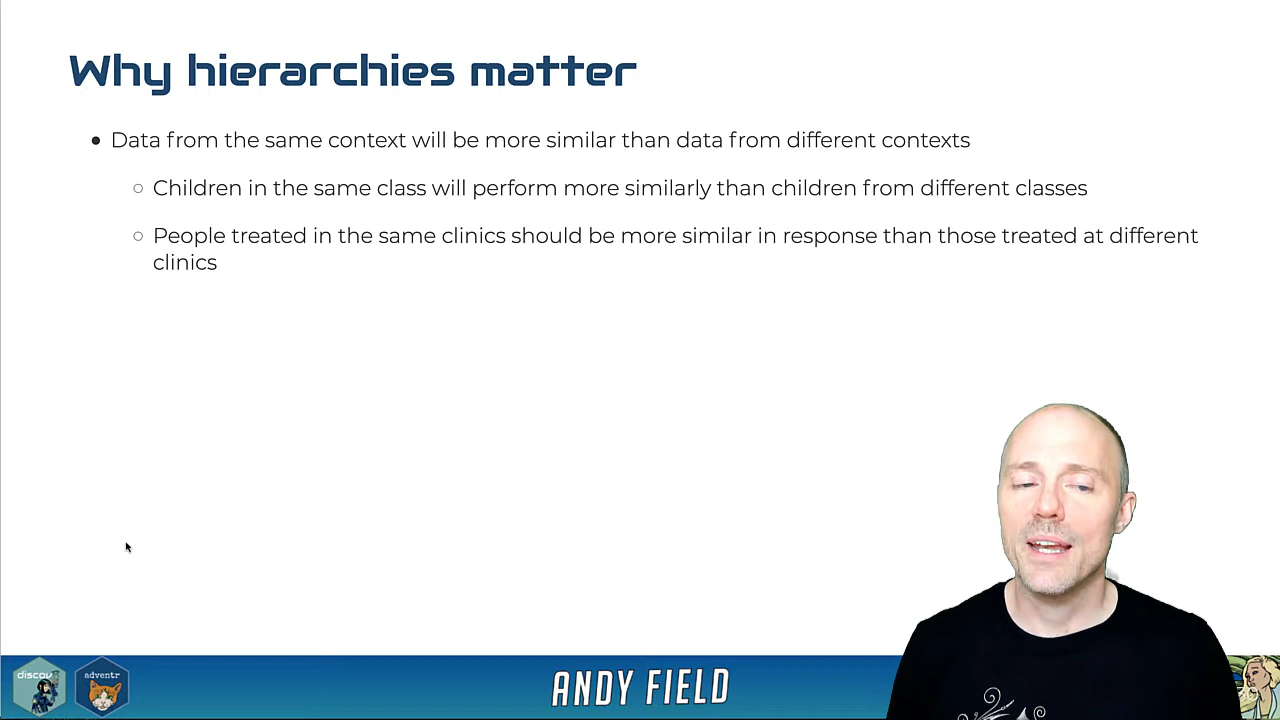 Why hierarchies matter
• Data from the same context will be more similar than data from different contexts
○ Children in the same class will perform more similarly than children from different classes
○ People treated in the same clinics should be more similar in response than those treated at different
clinics
discov
adventr
ANDY FIELD